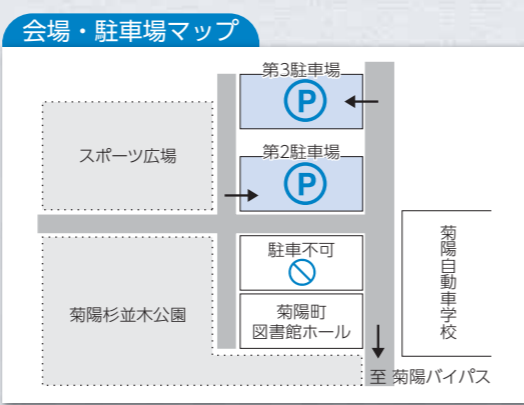 会場・駐車場マップ
第3駐車場
P
スポーツ広場
第2駐車場
P
駐車不可
菊陽自動車学校
菊陽杉並木公園
菊陽町
図書館ホール
至 菊陽バイパス